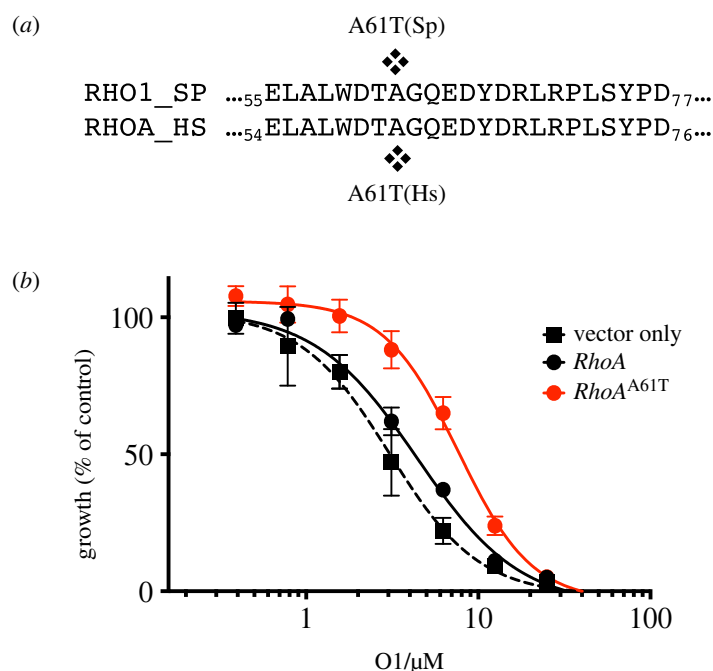 (a)
A61T(Sp)
RHO1_SP …55ELALWDTAGQEDYDRLRPLSYPD77…
RHOA_HS …54ELALWDTAGQEDYDRLRPLSYPD76…
A61T(Hs)
(b)
growth (% of control)
100
50
0
vector only
RhoA
RhoA^A61T
1 10 100
O1/µM